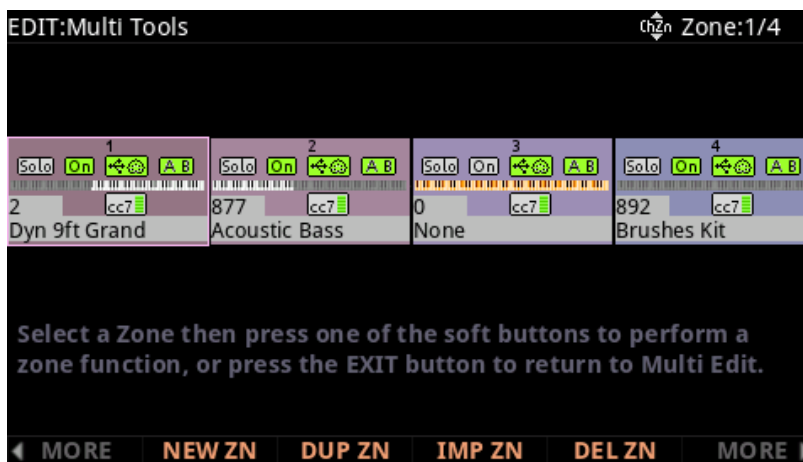 EDIT:Multi Tools ChZn Zone:1/4
1 2 3 4
Solo On A B Solo On A B Solo On A B Solo On A B
2 cc7 877 cc7 0 cc7 892 cc7
Dyn 9ft Grand Acoustic Bass None Brushes Kit
Select a Zone then press one of the soft buttons to perform a
zone function, or press the EXIT button to return to Multi Edit.
MORE NEW ZN DUP ZN IMP ZN DEL ZN MORE